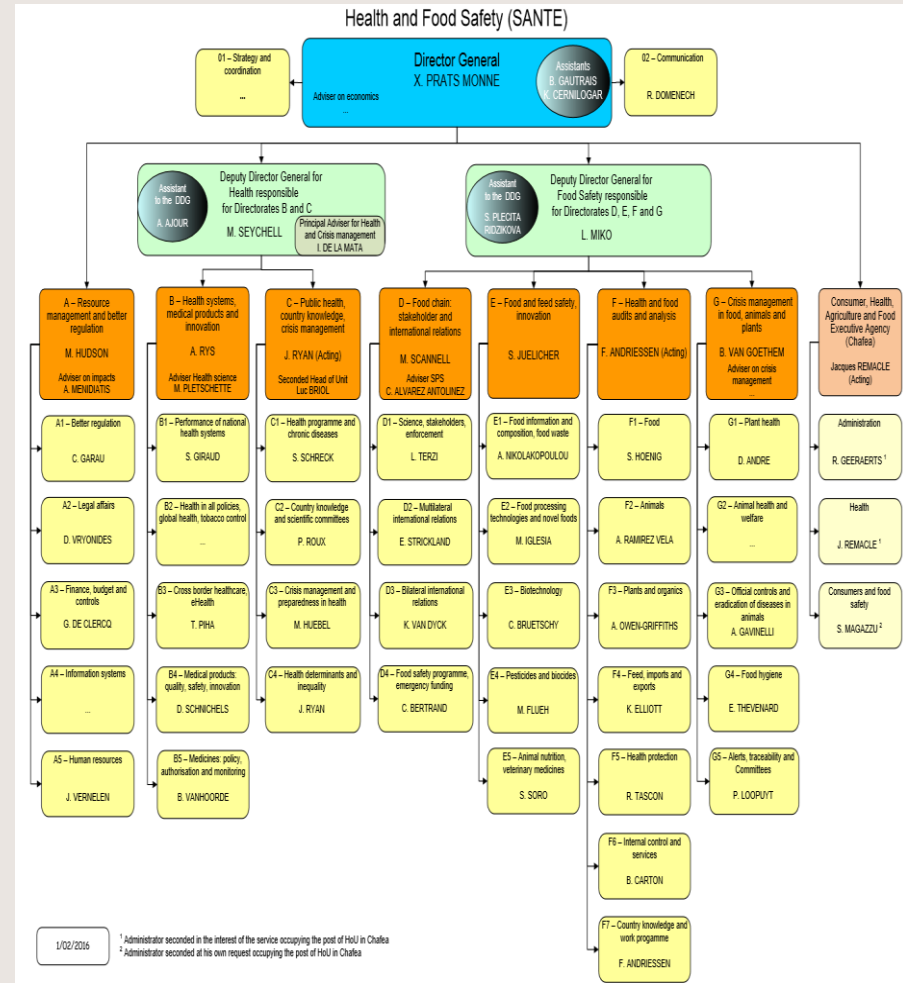 Health and Food Safety (SANTE)
01 – Strategy and
coordination
...
Director General
X. PRATS MONNE
Adviser on economics
...
Assistants
B. GAUTRAIS
K. CERNILOGAR
02 – Communication
R. DOMENECH
Assistant
to the DDG
A. AJOUR
Deputy Director General for
Health responsible
for Directorates B and C
M. SEYCHELL
Principal Adviser for Health
and Crisis management
I. DE LA MATA
Assistant
to the DDG
S. PLECITA
RIDZIKOVA
Deputy Director General for
Food Safety responsible
for Directorates D, E, F and G
L. MIKO
A – Resource
management and better
regulation
M. HUDSON
Adviser on impacts
A. MENIDIATIS
A1 – Better regulation
C. GARAU
A2 – Legal affairs
D. VRYONIDES
A3 – Finance, budget and
controls
G. DE CLERCQ
A4 – Information systems
...
A5 – Human resources
J. VERNELEN
B – Health systems,
medical products and
innovation
A. RYS
Adviser Health science
M. PLETSCHETTE
B1 – Performance of national
health systems
S. GIRAUD
B2 – Health in all policies,
global health, tobacco control
...
B3 – Cross border healthcare,
eHealth
T. PIHA
B4 – Medical products:
quality, safety, innovation
D. SCHNICHELS
B5 – Medicines: policy,
authorisation and monitoring
B. VANHOORDE
C – Public health,
country knowledge,
crisis management
J. RYAN (Acting)
Seconded Head of Unit
Luc BRIOL
C1 – Health programme and
chronic diseases
S. SCHRECK
C2 – Country knowledge
and scientific committees
P. ROUX
C3 – Crisis management and
preparedness in health
M. HUEBEL
C4 – Health determinants and
inequality
J. RYAN
D – Food chain:
stakeholder and
international relations
M. SCANNELL
Adviser SPS
C. ALVAREZ ANTOLINEZ
D1 – Science, stakeholders,
enforcement
L. TERZI
D2 – Multilateral
international relations
E. STRICKLAND
D3 – Bilateral international
relations
K. VAN DYCK
D4 – Food safety programme,
emergency funding
C. BERTRAND
E – Food and feed safety,
innovation
S. JUELICHER
E1 – Food information and
composition, food waste
A. NIKOLAKOPOULOU
E2 – Food processing
technologies and novel foods
M. IGLESIA
E3 – Biotechnology
C. BRUETSCHY
E4 – Pesticides and biocides
M. FLUEH
E5 – Animal nutrition,
veterinary medicines
S. SORO
F – Health and food
audits and analysis
F. ANDRIESSEN (Acting)
F1 – Food
S. HOENIG
F2 – Animals
A. RAMIREZ VELA
F3 – Plants and organics
A. OWEN-GRIFFITHS
F4 – Feed, imports and
exports
K. ELLIOTT
F5 – Health protection
R. TASCON
F6 – Internal control and
services
B. CARTON
F7 – Country knowledge and
work progamme
F. ANDRIESSEN
G – Crisis management
in food, animals and
plants
B. VAN GOETHEM
Adviser on crisis
management
...
G1 – Plant health
D. ANDRE
G2 – Animal health and
welfare
...
G3 – Official controls and
eradication of diseases in
animals
A. GAVINELLI
G4 – Food hygiene
E. THEVENARD
G5 – Alerts, traceability and
Committees
P. LOOPUYT
Consumer, Health,
Agriculture and Food
Executive Agency
(Chafea)
Jacques REMACLE
(Acting)
Administration
R. GEERAERTS ¹
Health
J. REMACLE ¹
Consumers and food
safety
S. MAGAZZU ²
1/02/2016
¹ Administrator seconded in the interest of the service occupying the post of HoU in Chafea
² Administrator seconded at his own request occupying the post of HoU in Chafea